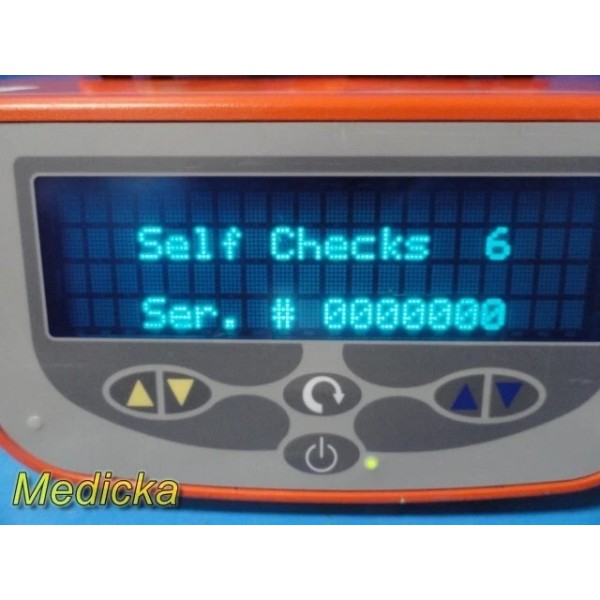 Self Checks 6
Ser. # 0000000
Medicka